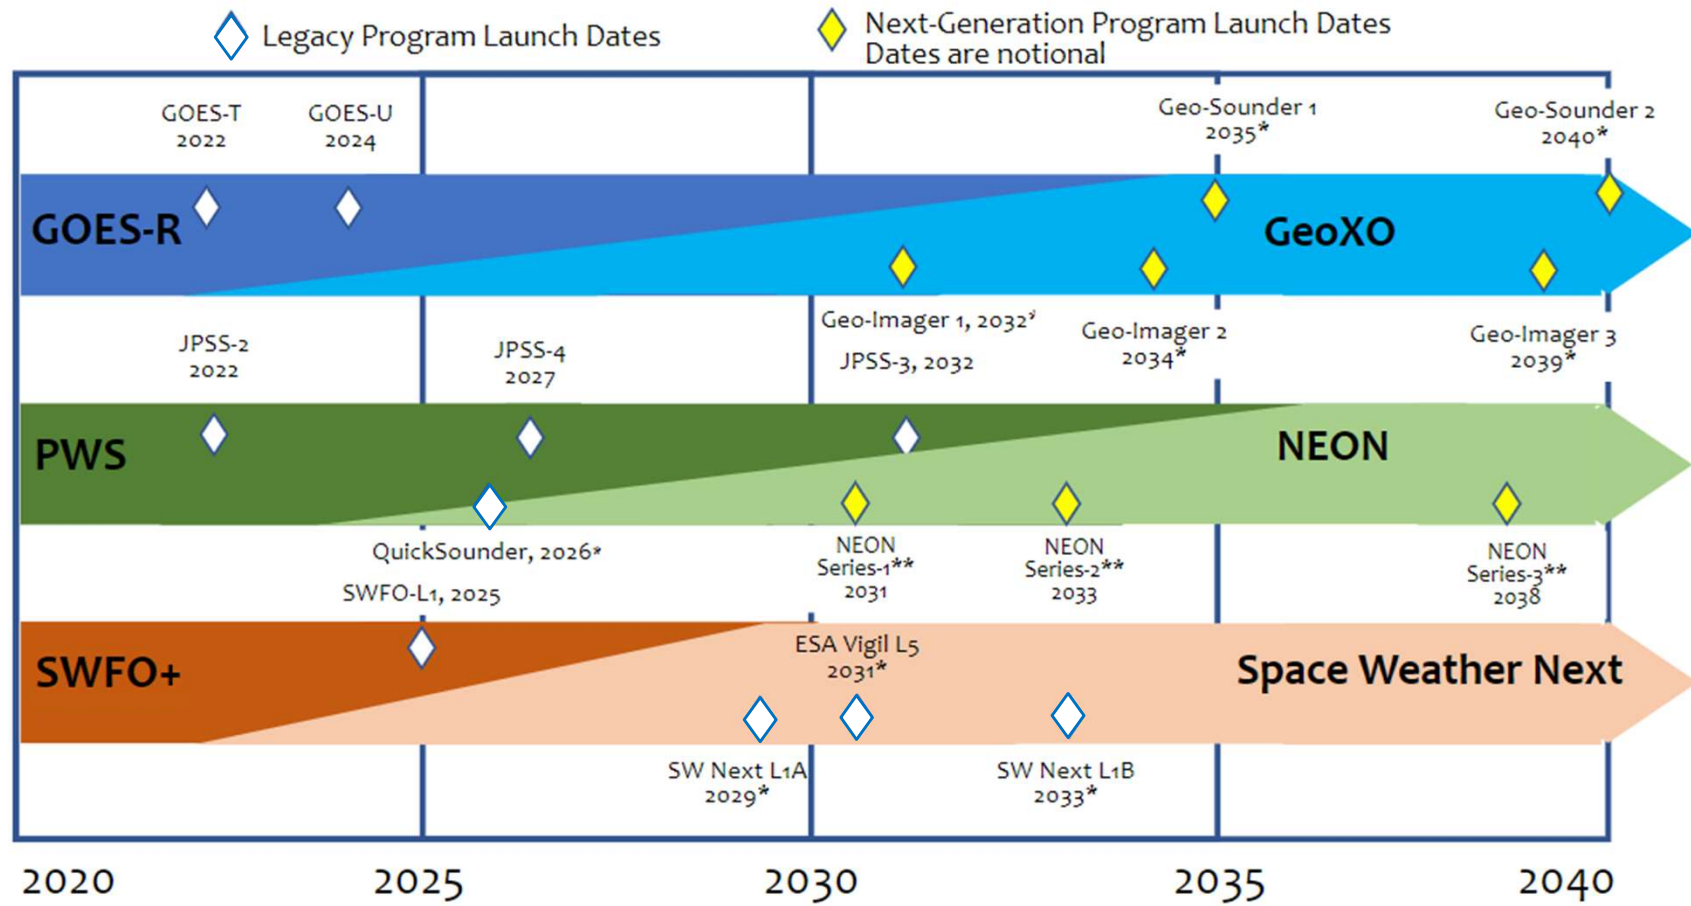 Legacy Program Launch Dates
Next-Generation Program Launch Dates
Dates are notional
GOES-T
2022
GOES-U
2024
Geo-Sounder 1
2035*
Geo-Sounder 2
2040*
GOES-R
GeoXO
Geo-Imager 1, 2032*
Geo-Imager 2
2034*
Geo-Imager 3
2039*
JPSS-2
2022
JPSS-4
2027
JPSS-3, 2032
PWS
NEON
QuickSounder, 2026*
NEON
Series-1**
2031
NEON
Series-2**
2033
NEON
Series-3**
2038
SWFO-L1, 2025
SWFO+
ESA Vigil L5
2031*
Space Weather Next
SW Next L1A
2029*
SW Next L1B
2033*
2020
2025
2030
2035
2040